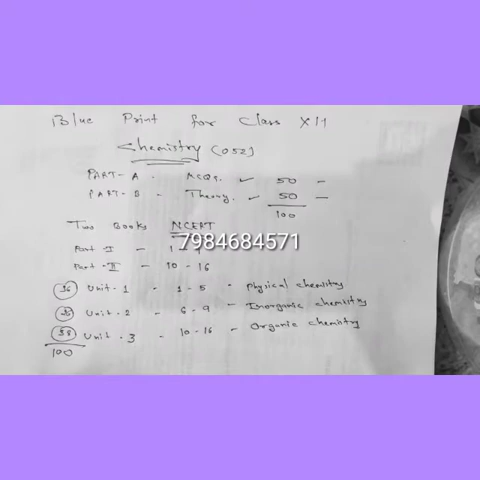 Blue Print for Class XII
Chemistry (052)
PART-A - MCQs. ✓ 50 -
PART-B - Theory. ✓ 50 -
100
Two Books NCERT
7984684571
Part-I - 1
Part-II - 10-16
Unit-1 - 1-5 - Physical chemistry
Unit-2 - 6-9 - Inorganic chemistry
38 Unit-3 - 10-16 - Organic chemistry
100